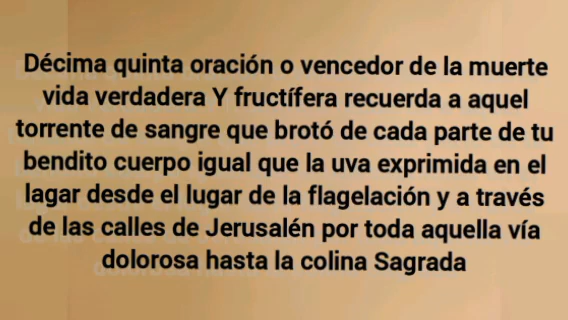 Décima quinta oración o vencedor de la muerte
vida verdadera Y fructífera recuerda a aquel
torrente de sangre que brotó de cada parte de tu
bendito cuerpo igual que la uva exprimida en el
lagar desde el lugar de la flagelación y a través
de las calles de Jerusalén por toda aquella vía
dolorosa hasta la colina Sagrada